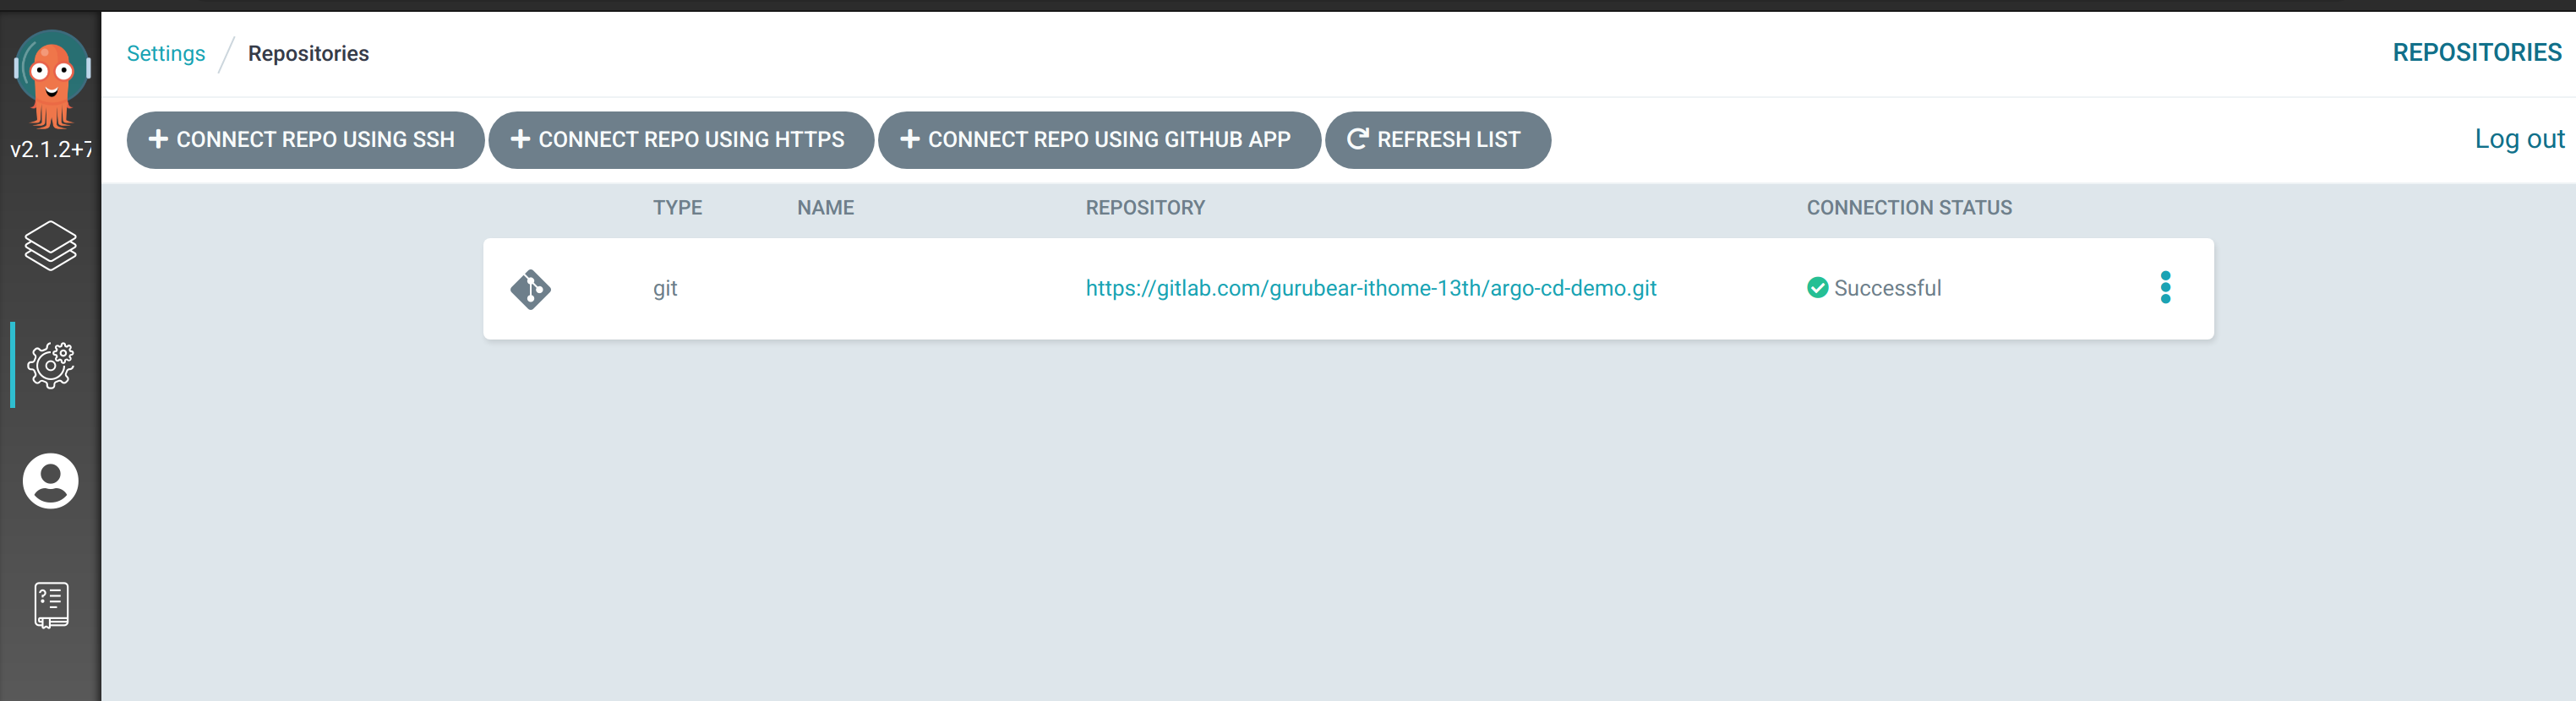 Settings / Repositories
REPOSITORIES
v2.1.2+7
CONNECT REPO USING SSH
CONNECT REPO USING HTTPS
CONNECT REPO USING GITHUB APP
REFRESH LIST
Log out
TYPE NAME REPOSITORY CONNECTION STATUS
git https://gitlab.com/gurubear-ithome-13th/argo-cd-demo.git Successful